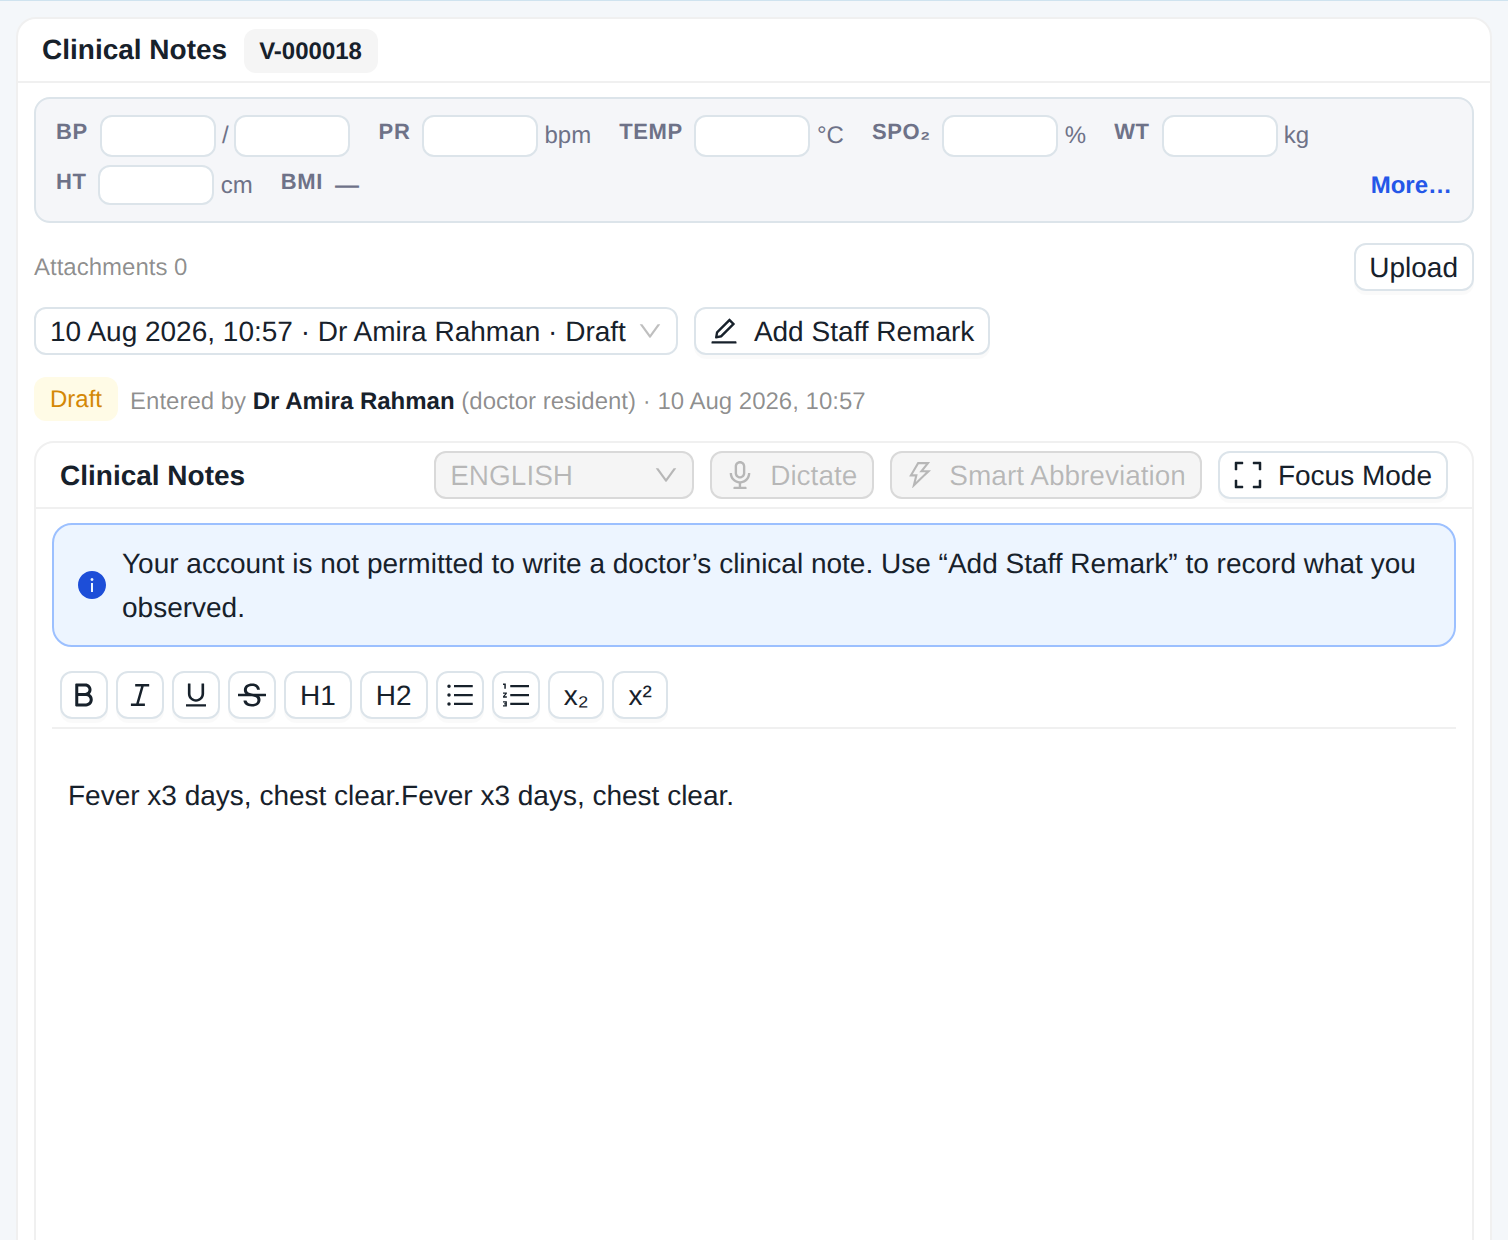 Clinical Notes V-000018
BP / PR bpm TEMP °C SPO₂ % WT kg
HT cm BMI — More…
Attachments 0 Upload
10 Aug 2026, 10:57 · Dr Amira Rahman · Draft Add Staff Remark
Draft Entered by Dr Amira Rahman (doctor resident) · 10 Aug 2026, 10:57
Clinical Notes ENGLISH Dictate Smart Abbreviation Focus Mode
Your account is not permitted to write a doctor’s clinical note. Use “Add Staff Remark” to record what you
observed.
B I U S H1 H2 x₂ x²
Fever x3 days, chest clear.Fever x3 days, chest clear.